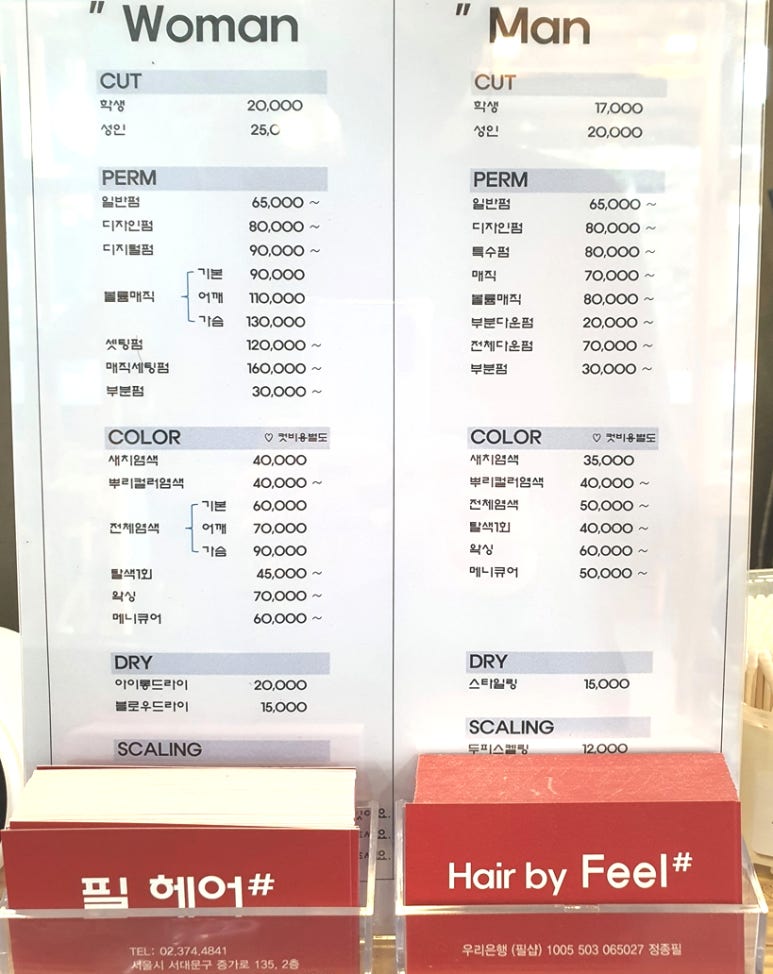 " Woman
CUT
학생 20,000
성인
PERM
일반펌 65,000 ~
디자인펌 80,000 ~
디지털펌 90,000 ~
볼륨매직 기본 90,000
어깨 110,000
가슴 130,000
셋팅펌 120,000 ~
매직세팅펌 160,000 ~
부분펌 30,000 ~
COLOR ♡ 컷비용별도
새치염색 40,000
뿌리컬러염색 40,000 ~
전체염색 기본 60,000
어깨 70,000
가슴 90,000
탈색1회 45,000 ~
왁싱 70,000 ~
메니큐어 60,000 ~
DRY
아이롱드라이 20,000
블로우드라이 15,000
SCALING
" Man
CUT
학생 17,000
성인 20,000
PERM
일반펌 65,000 ~
디자인펌 80,000 ~
특수펌 80,000 ~
매직 70,000 ~
볼륨매직 80,000 ~
부분다운펌 20,000 ~
전체다운펌 70,000 ~
부분펌 30,000 ~
COLOR ♡ 컷비용별도
새치염색 35,000
뿌리컬러염색 40,000 ~
전체염색 50,000 ~
탈색1회 40,000 ~
왁싱 60,000 ~
메니큐어 50,000 ~
DRY
스타일링 15,000
SCALING
두피스켈링 12,000
필 헤어#
TEL: 02.374.4841
서울시 서대문구 증가로 135, 2층
Hair by Feel#
우리은행 (필샵) 1005 503 065027 정종필